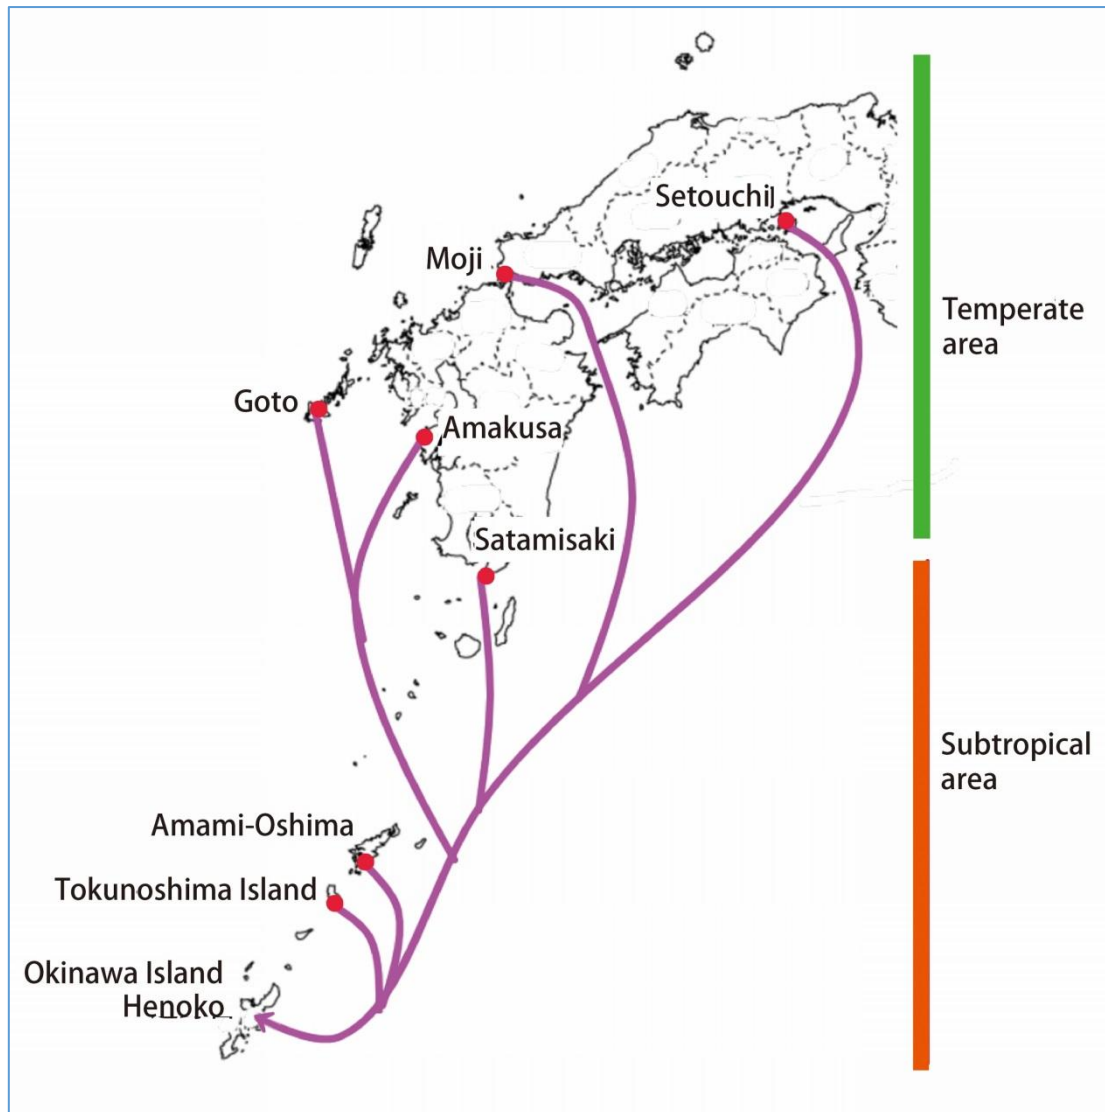 Setouchi
Moji
Temperate
area
Goto
Amakusa
Satamisaki
Subtropical
area
Amami-Oshima
Tokunoshima Island
Okinawa Island
Henoko